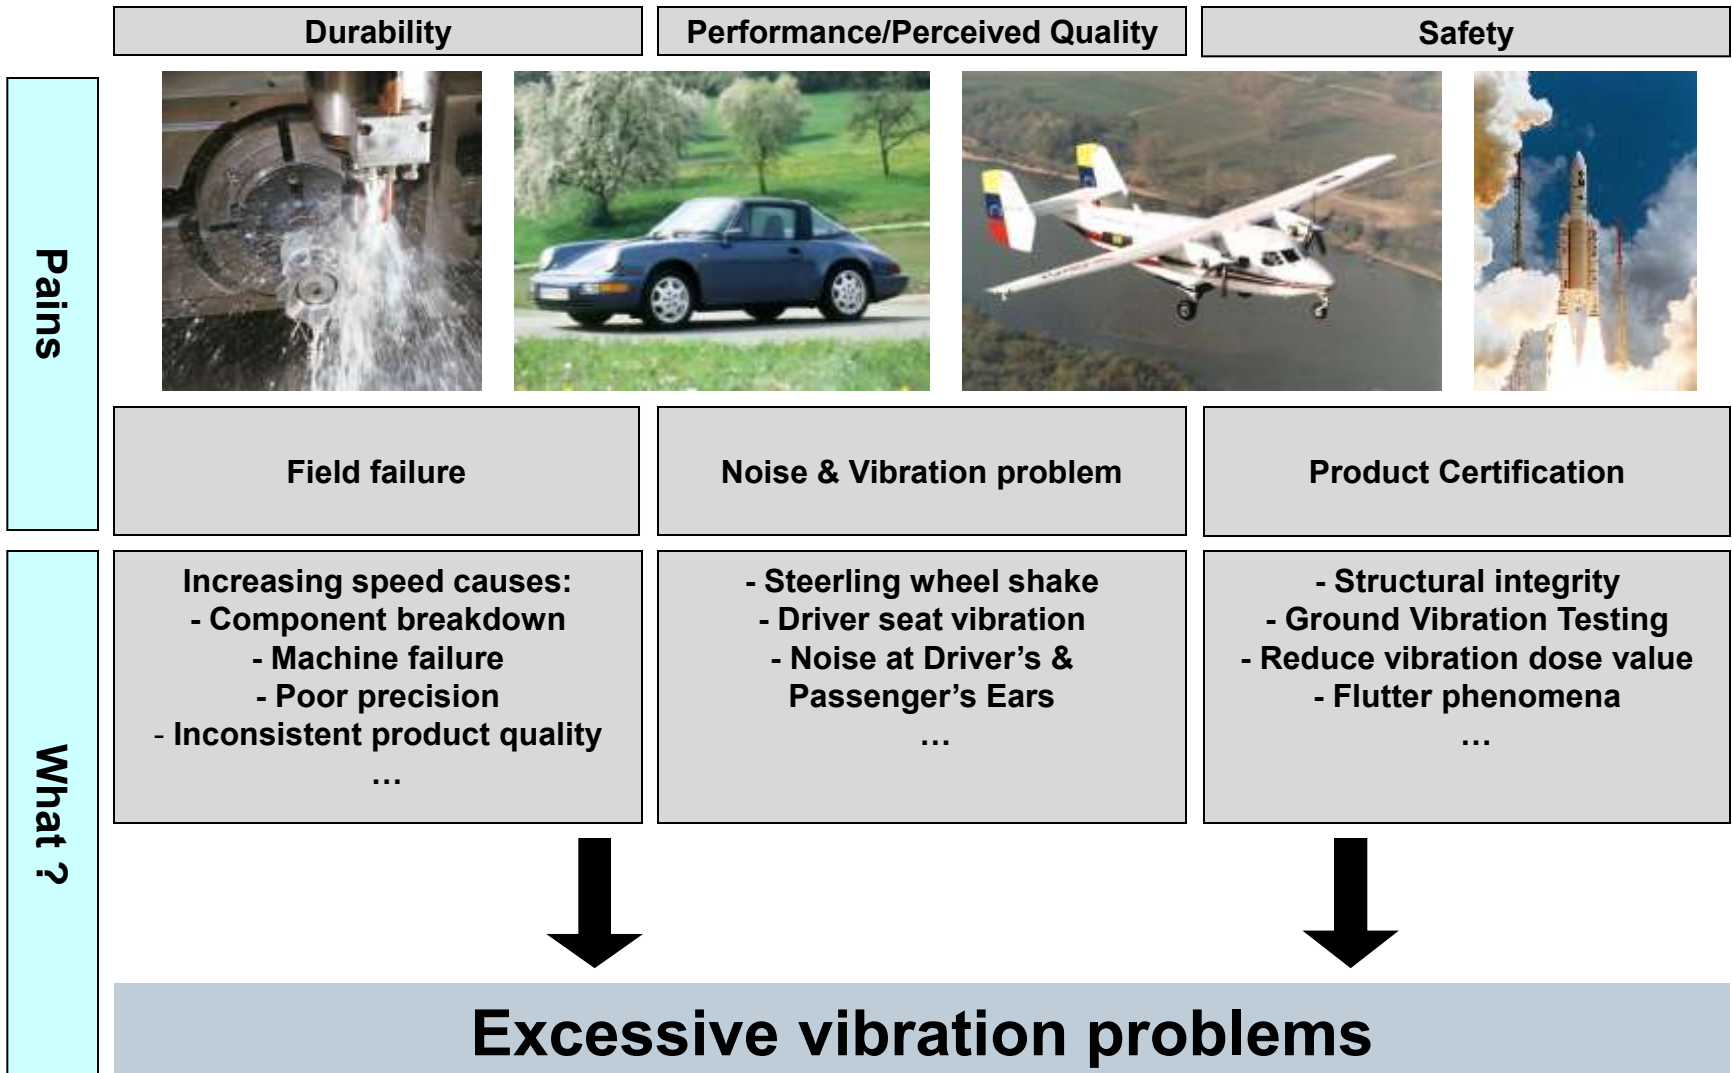 Durability
Performance/Perceived Quality
Safety
Pains
Field failure
Noise & Vibration problem
Product Certification
What ?
Increasing speed causes:
- Component breakdown
- Machine failure
- Poor precision
- Inconsistent product quality
…
- Steerling wheel shake
- Driver seat vibration
- Noise at Driver’s &
Passenger’s Ears
…
- Structural integrity
- Ground Vibration Testing
- Reduce vibration dose value
- Flutter phenomena
…
Excessive vibration problems